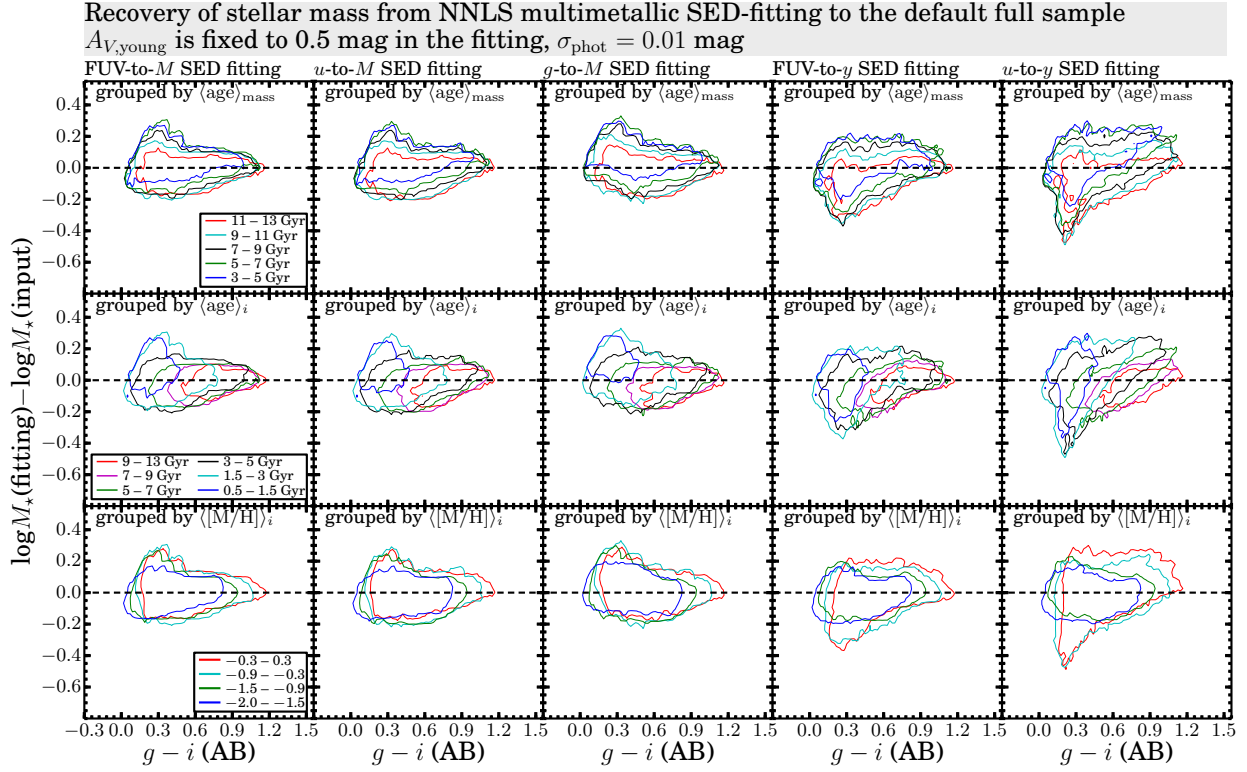 Recovery of stellar mass from NNLS multimetallic SED-fitting to the default full sample
A_{V,young} is fixed to 0.5 mag in the fitting, σ_phot = 0.01 mag
FUV-to-M SED fitting u-to-M SED fitting g-to-M SED fitting FUV-to-y SED fitting u-to-y SED fitting
grouped by ⟨age⟩_mass grouped by ⟨age⟩_mass grouped by ⟨age⟩_mass grouped by ⟨age⟩_mass grouped by ⟨age⟩_mass
0.4
0.2
0.0
−0.2
−0.4
−0.6
11 − 13 Gyr
9 − 11 Gyr
7 − 9 Gyr
5 − 7 Gyr
3 − 5 Gyr
logM⋆(fitting)−logM⋆(input)
grouped by ⟨age⟩_i grouped by ⟨age⟩_i grouped by ⟨age⟩_i grouped by ⟨age⟩_i grouped by ⟨age⟩_i
0.4
0.2
0.0
−0.2
−0.4
−0.6
9 − 13 Gyr 3 − 5 Gyr
7 − 9 Gyr 1.5 − 3 Gyr
5 − 7 Gyr 0.5 − 1.5 Gyr
grouped by ⟨[M/H]⟩_i grouped by ⟨[M/H]⟩_i grouped by ⟨[M/H]⟩_i grouped by ⟨[M/H]⟩_i grouped by ⟨[M/H]⟩_i
0.4
0.2
0.0
−0.2
−0.4
−0.6
−0.3 − 0.3
−0.9 − −0.3
−1.5 − −0.9
−2.0 − −1.5
−0.3 0.0 0.3 0.6 0.9 1.2 1.5 0.0 0.3 0.6 0.9 1.2 1.5 0.0 0.3 0.6 0.9 1.2 1.5 0.0 0.3 0.6 0.9 1.2 1.5 0.0 0.3 0.6 0.9 1.2 1.5
g − i (AB) g − i (AB) g − i (AB) g − i (AB) g − i (AB)